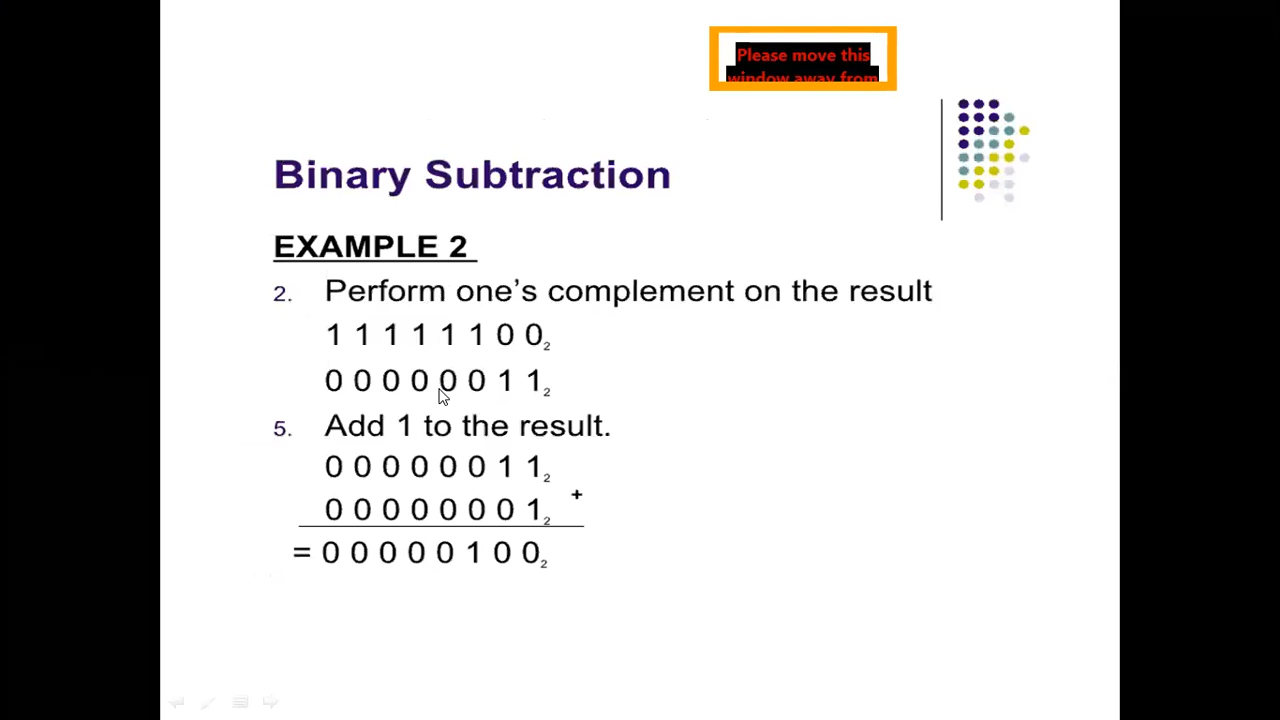 Please move this
window away from
Binary Subtraction
EXAMPLE 2
2. Perform one's complement on the result
1 1 1 1 1 1 0 0₂
0 0 0 0 0 0 1 1₂
5. Add 1 to the result.
0 0 0 0 0 0 1 1₂
+
0 0 0 0 0 0 0 1₂
= 0 0 0 0 0 1 0 0₂